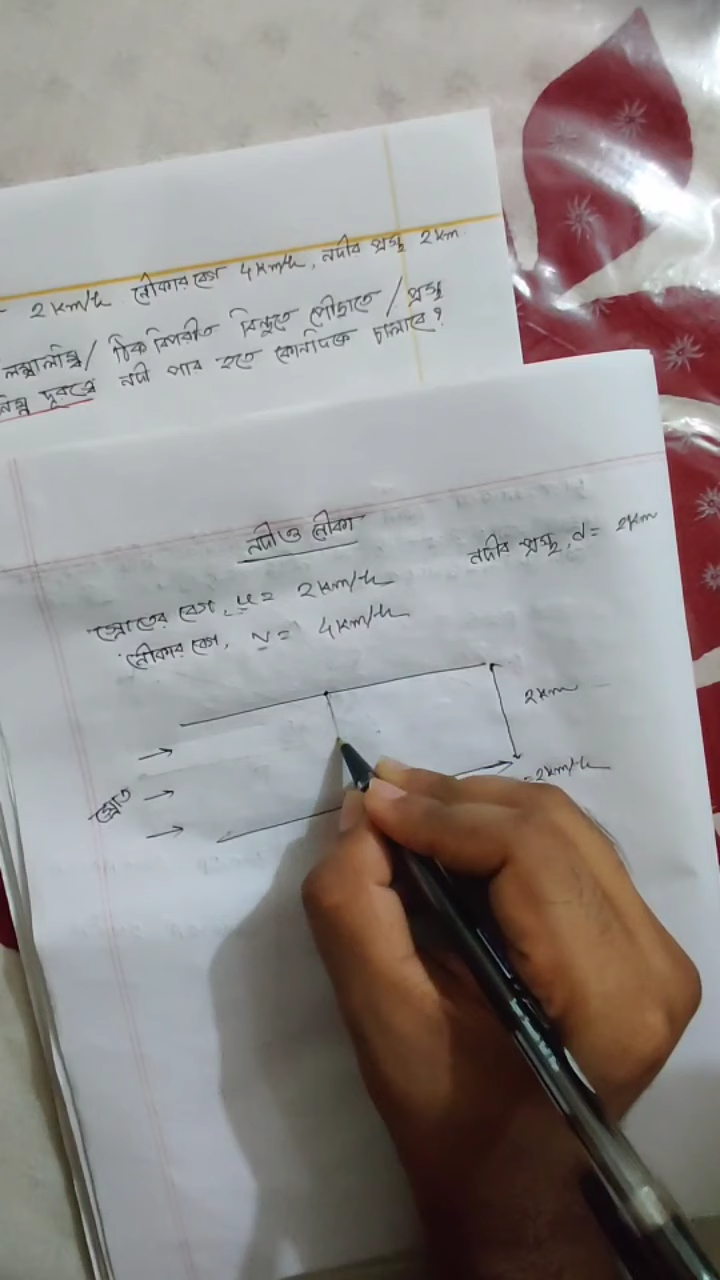 2 km/h নৌকার বেগ 4 km/h, নদীর প্রস্থ 2 km.
লম্বালম্বি/ ঠিক বিপরীত বিন্দুতে পৌছাতে / প্রস্থ
নিম্ন দূরত্বে নদী পার হতে কোনদিকে চালাবে?
নদী ও নৌকা
স্রোতের বেগ, u = 2 km/h
নদীর প্রস্থ, d = 2km
নৌকার বেগ, v = 4 km/h
2 km
স্রোত
= 2 km/h